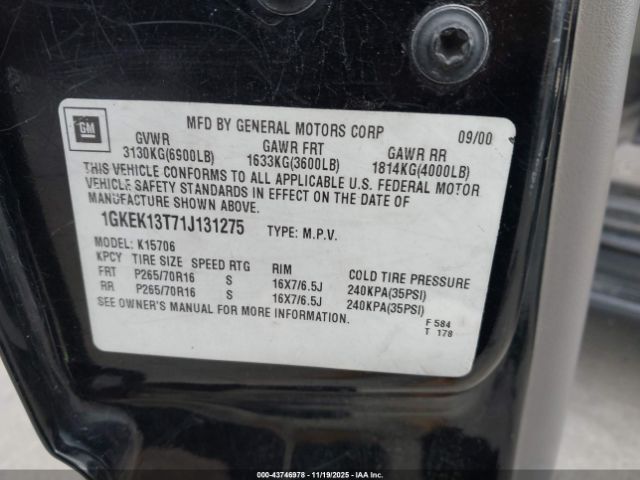 GM
MFD BY GENERAL MOTORS CORP 09/00
GVWR GAWR FRT GAWR RR
3130KG(6900LB) 1633KG(3600LB) 1814KG(4000LB)
THIS VEHICLE CONFORMS TO ALL APPLICABLE U.S. FEDERAL MOTOR
VEHICLE SAFETY STANDARDS IN EFFECT ON THE DATE OF
MANUFACTURE SHOWN ABOVE.
1GKEK13T71J131275 TYPE: M.P.V.
MODEL: K15706
KPCY TIRE SIZE SPEED RTG RIM COLD TIRE PRESSURE
FRT P265/70R16 S 16X7/6.5J 240KPA(35PSI)
RR P265/70R16 S 16X7/6.5J 240KPA(35PSI)
SEE OWNER'S MANUAL FOR MORE INFORMATION.
F 584
T 178
000-43746978 - 11/19/2025 - IAA, Inc.